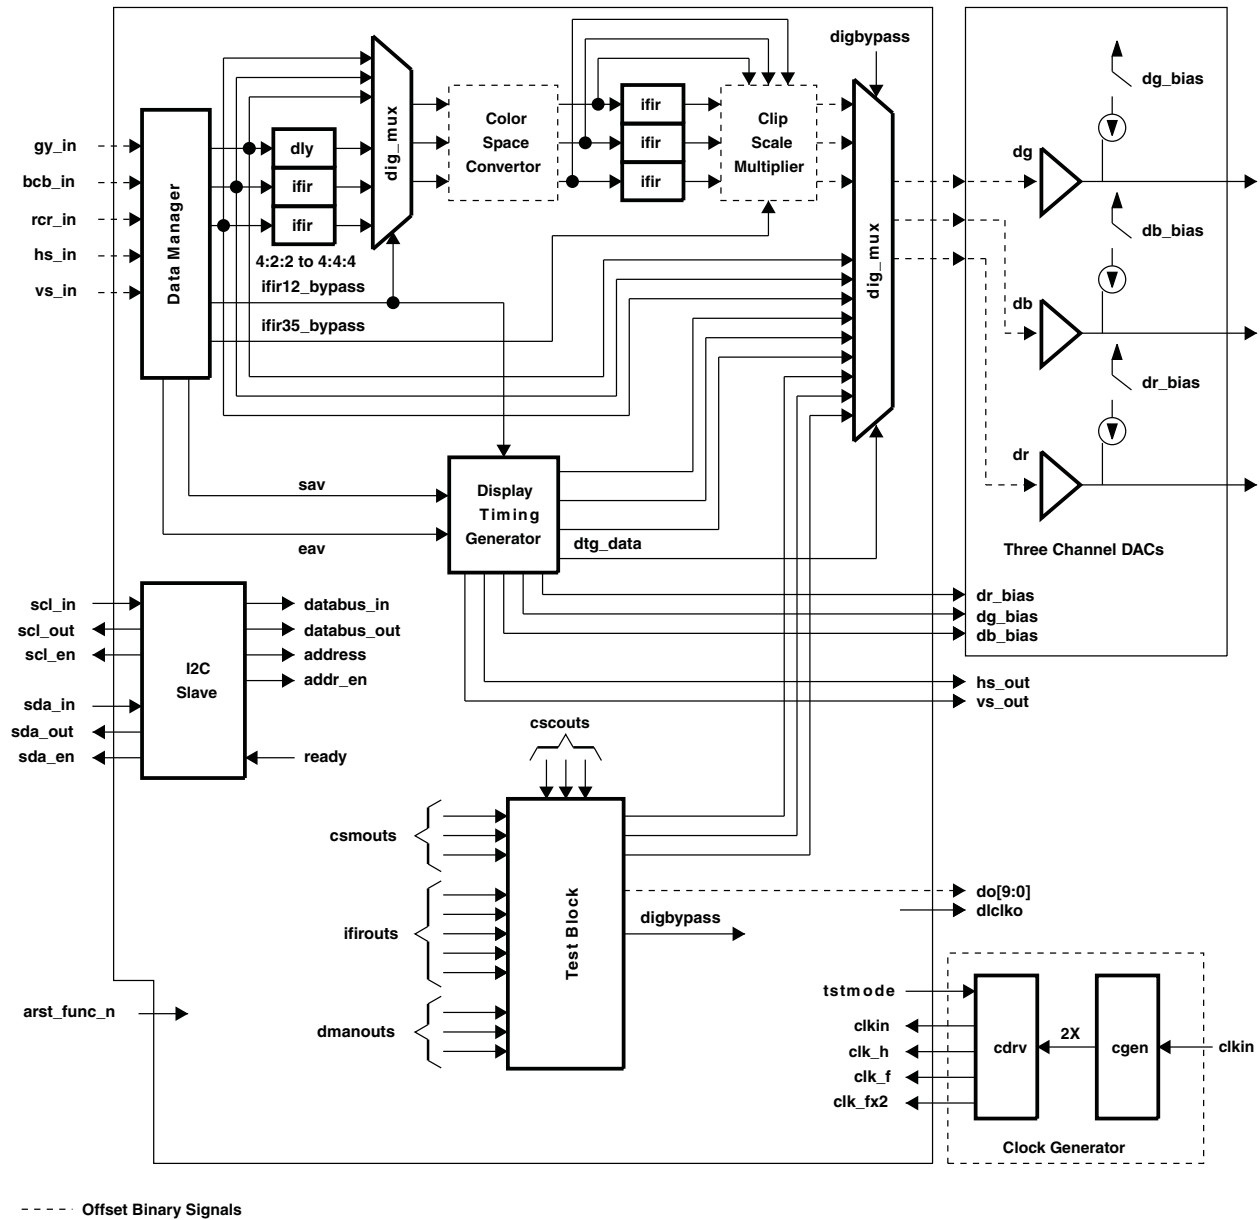 digbypass
dg_bias
gy_in
bcb_in
rcr_in
hs_in
vs_in
Data Manager
dly
ifir
ifir
4:2:2 to 4:4:4
ifir12_bypass
ifir35_bypass
dig_mux
Color
Space
Convertor
ifir
ifir
ifir
Clip
Scale
Multiplier
dig_mux
dg
db_bias
db
dr_bias
dr
Three Channel DACs
sav
eav
Display
Timing
Generator
dtg_data
dr_bias
dg_bias
db_bias
hs_out
vs_out
scl_in
scl_out
scl_en
sda_in
sda_out
sda_en
I2C
Slave
databus_in
databus_out
address
addr_en
ready
cscouts
csmouts
ifirouts
dmanouts
Test Block
digbypass
do[9:0]
dlclko
arst_func_n
tstmode
clkin
clk_h
clk_f
clk_fx2
cdrv
2X
cgen
clkin
Clock Generator
Offset Binary Signals